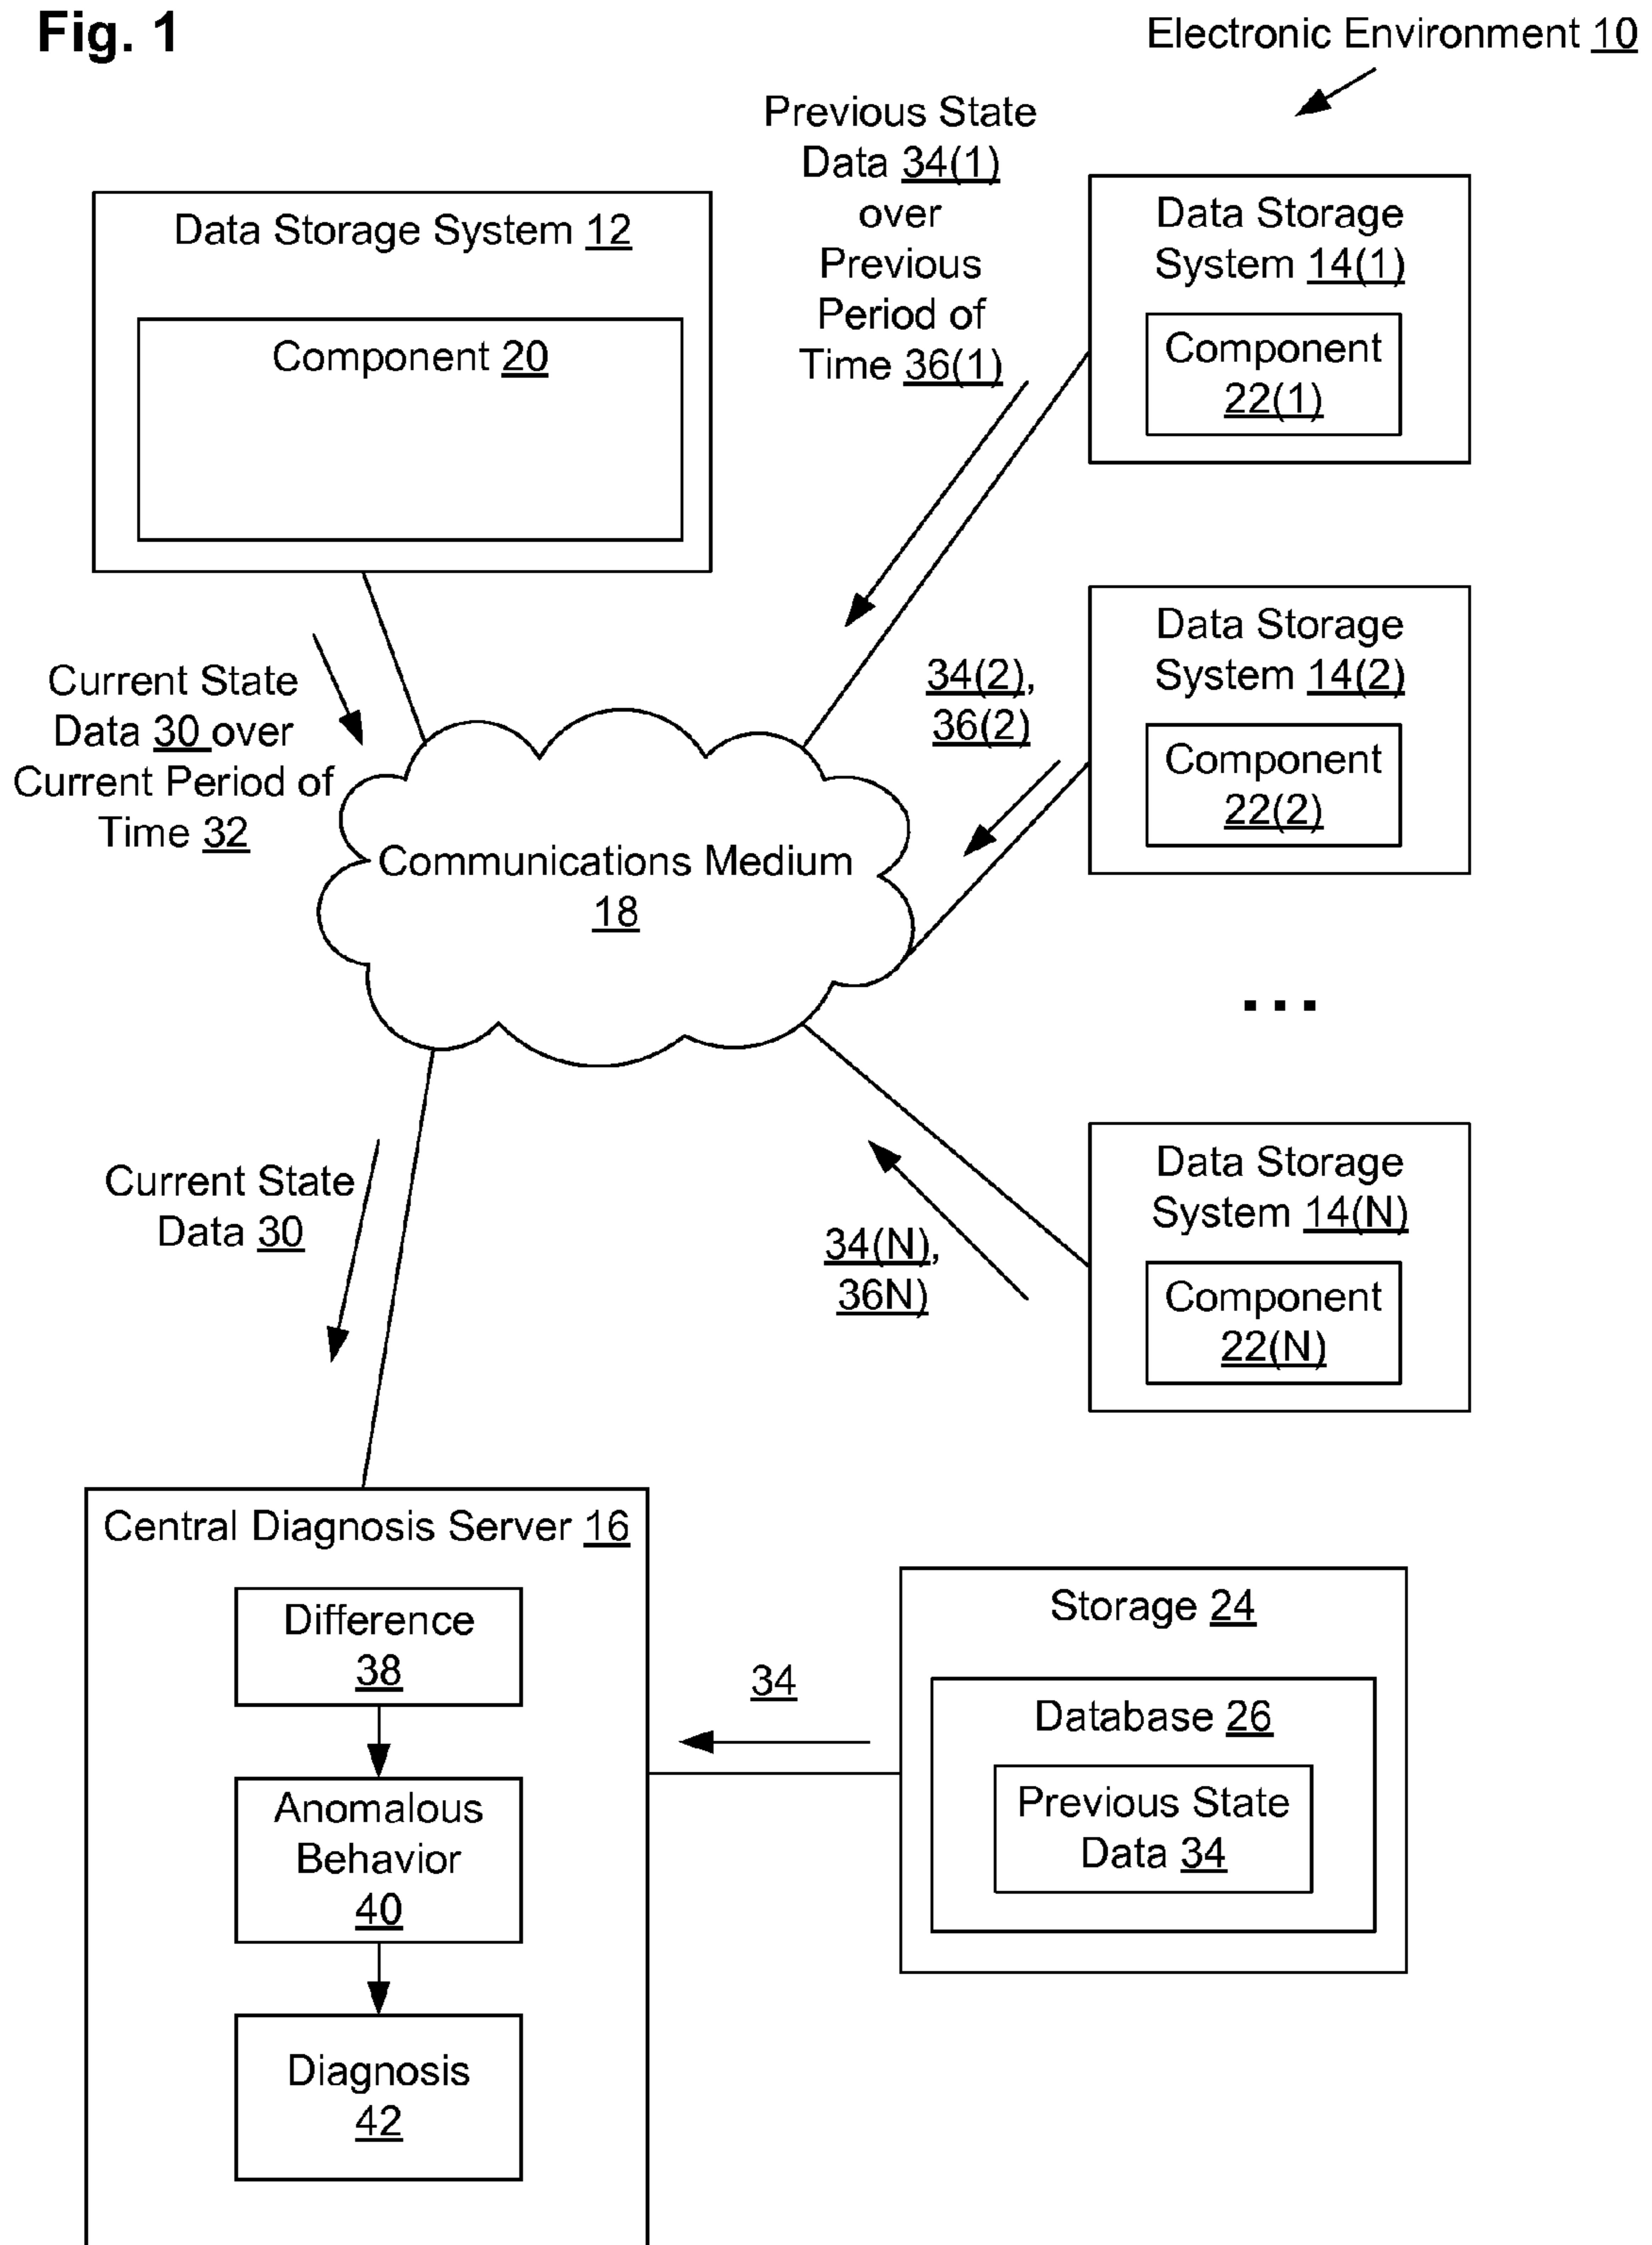 Fig. 1
Electronic Environment 10
Previous State
Data 34(1)
over
Previous
Period of
Time 36(1)
Data Storage System 12
Component 20
Data Storage
System 14(1)
Component
22(1)
Current State
Data 30 over
Current Period of
Time 32
34(2),
36(2)
Data Storage
System 14(2)
Component
22(2)
Communications Medium
18
...
Current State
Data 30
34(N),
36N)
Data Storage
System 14(N)
Component
22(N)
Central Diagnosis Server 16
Difference
38
Anomalous
Behavior
40
Diagnosis
42
34
Storage 24
Database 26
Previous State
Data 34